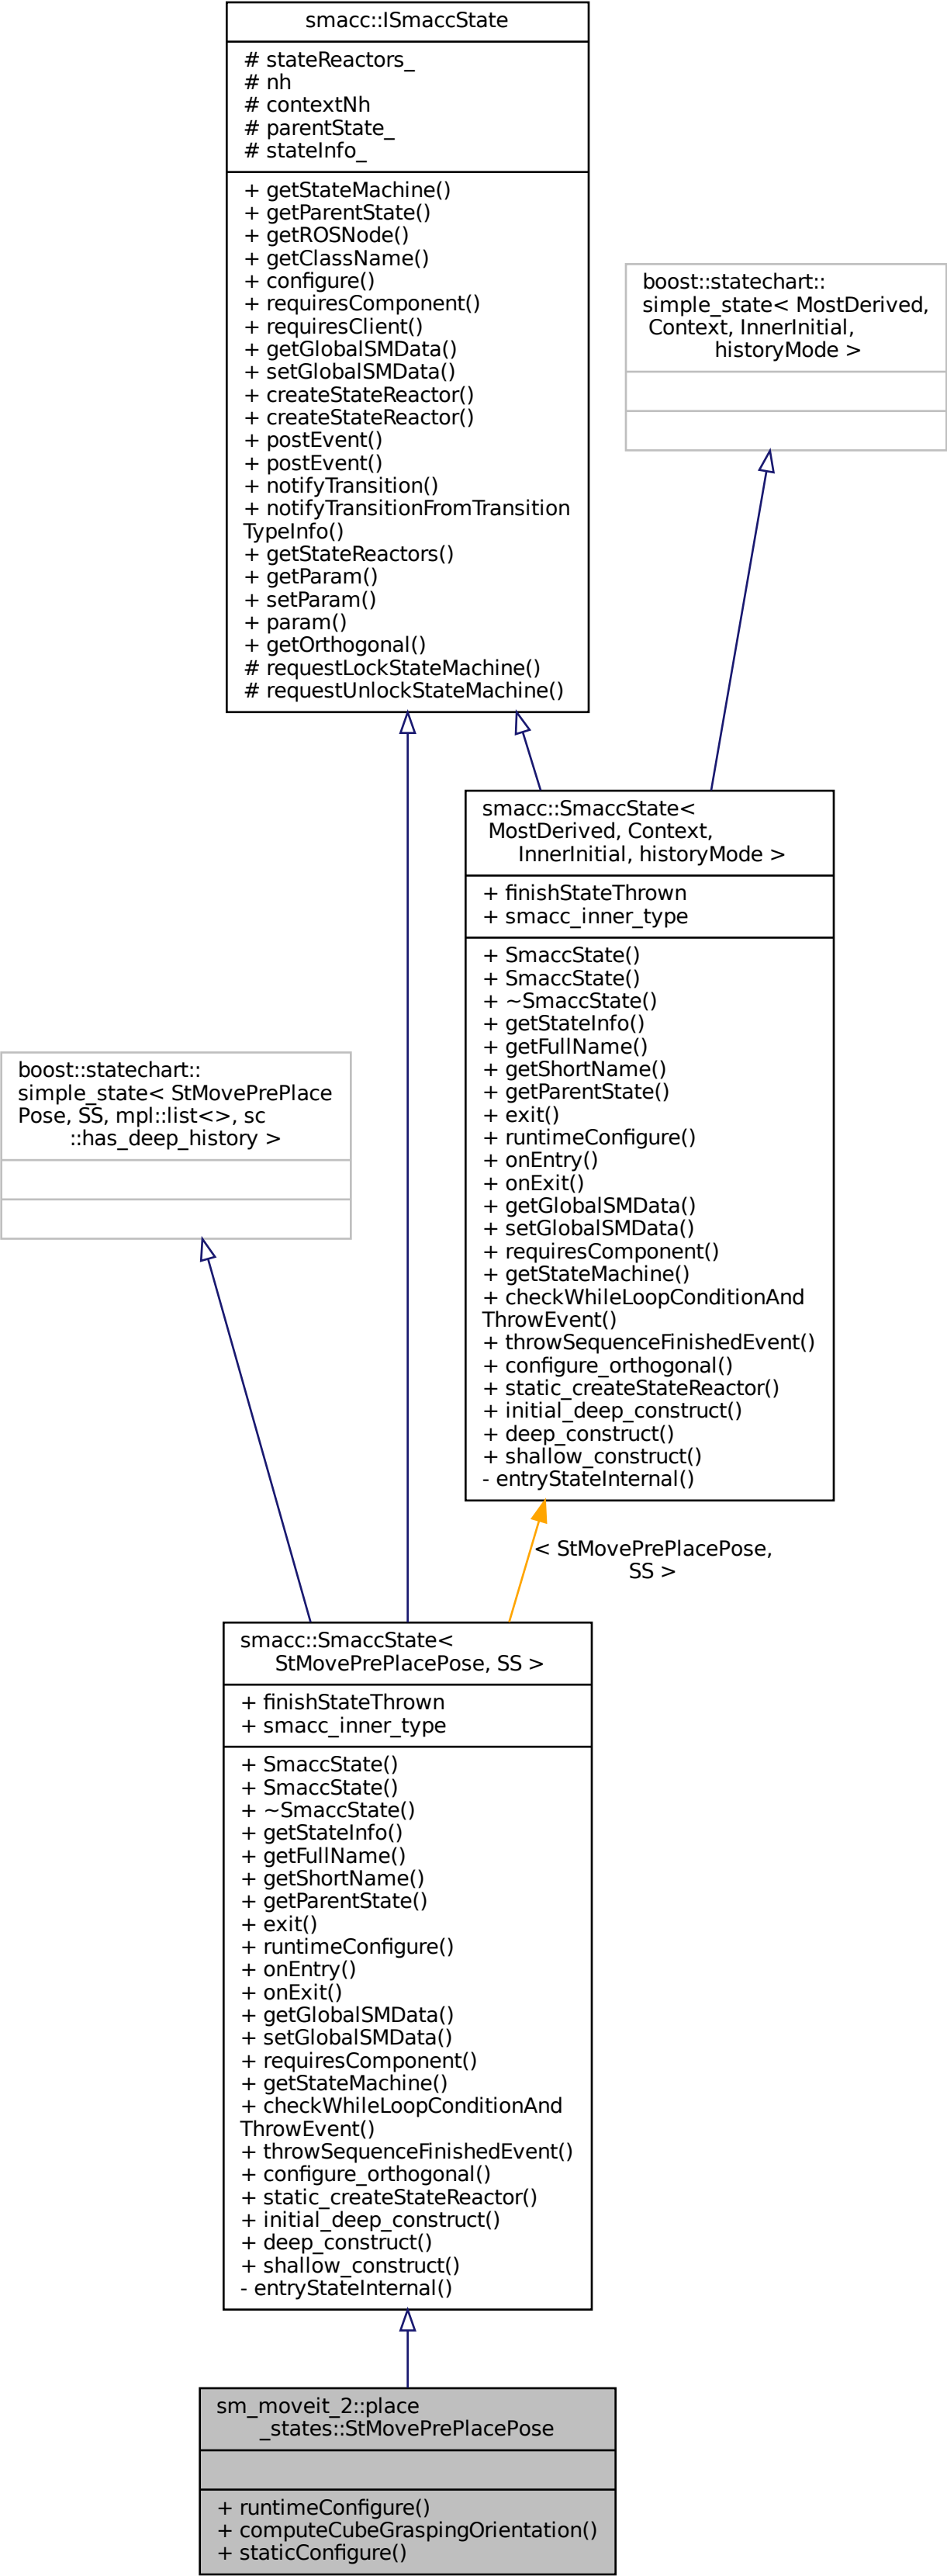 smacc::ISmaccState
# stateReactors_
# nh
# contextNh
# parentState_
# stateInfo_
+ getStateMachine()
+ getParentState()
+ getROSNode()
+ getClassName()
+ configure()
+ requiresComponent()
+ requiresClient()
+ getGlobalSMData()
+ setGlobalSMData()
+ createStateReactor()
+ createStateReactor()
+ postEvent()
+ postEvent()
+ notifyTransition()
+ notifyTransitionFromTransition
TypeInfo()
+ getStateReactors()
+ getParam()
+ setParam()
+ param()
+ getOrthogonal()
# requestLockStateMachine()
# requestUnlockStateMachine()
boost::statechart::
simple_state< MostDerived,
Context, InnerInitial,
historyMode >
smacc::SmaccState<
MostDerived, Context,
InnerInitial, historyMode >
+ finishStateThrown
+ smacc_inner_type
+ SmaccState()
+ SmaccState()
+ ~SmaccState()
+ getStateInfo()
+ getFullName()
+ getShortName()
+ getParentState()
+ exit()
+ runtimeConfigure()
+ onEntry()
+ onExit()
+ getGlobalSMData()
+ setGlobalSMData()
+ requiresComponent()
+ getStateMachine()
+ checkWhileLoopConditionAnd
ThrowEvent()
+ throwSequenceFinishedEvent()
+ configure_orthogonal()
+ static_createStateReactor()
+ initial_deep_construct()
+ deep_construct()
+ shallow_construct()
- entryStateInternal()
boost::statechart::
simple_state< StMovePrePlace
Pose, SS, mpl::list<>, sc
::has_deep_history >
< StMovePrePlacePose,
SS >
smacc::SmaccState<
StMovePrePlacePose, SS >
+ finishStateThrown
+ smacc_inner_type
+ SmaccState()
+ SmaccState()
+ ~SmaccState()
+ getStateInfo()
+ getFullName()
+ getShortName()
+ getParentState()
+ exit()
+ runtimeConfigure()
+ onEntry()
+ onExit()
+ getGlobalSMData()
+ setGlobalSMData()
+ requiresComponent()
+ getStateMachine()
+ checkWhileLoopConditionAnd
ThrowEvent()
+ throwSequenceFinishedEvent()
+ configure_orthogonal()
+ static_createStateReactor()
+ initial_deep_construct()
+ deep_construct()
+ shallow_construct()
- entryStateInternal()
sm_moveit_2::place
_states::StMovePrePlacePose
+ runtimeConfigure()
+ computeCubeGraspingOrientation()
+ staticConfigure()